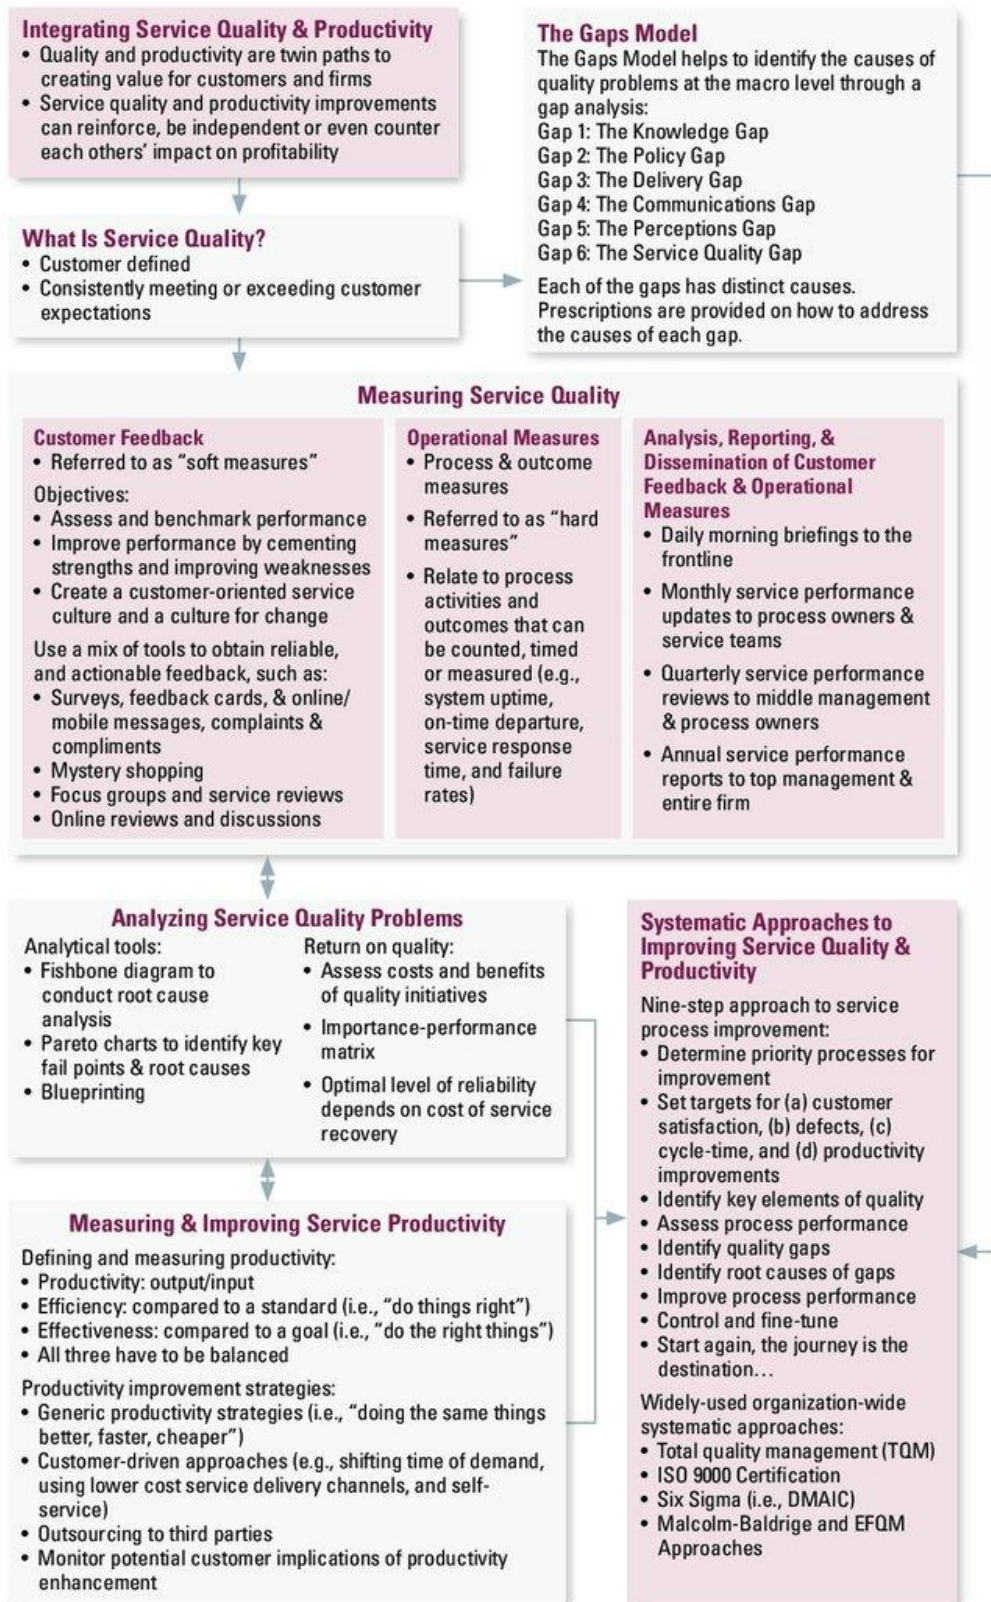 Integrating Service Quality & Productivity
• Quality and productivity are twin paths to
creating value for customers and firms
• Service quality and productivity improvements
can reinforce, be independent or even counter
each others’ impact on profitability
The Gaps Model
The Gaps Model helps to identify the causes of
quality problems at the macro level through a
gap analysis:
Gap 1: The Knowledge Gap
Gap 2: The Policy Gap
Gap 3: The Delivery Gap
Gap 4: The Communications Gap
Gap 5: The Perceptions Gap
Gap 6: The Service Quality Gap
Each of the gaps has distinct causes.
Prescriptions are provided on how to address
the causes of each gap.
What Is Service Quality?
• Customer defined
• Consistently meeting or exceeding customer
expectations
Measuring Service Quality
Customer Feedback
• Referred to as “soft measures”
Objectives:
• Assess and benchmark performance
• Improve performance by cementing
strengths and improving weaknesses
• Create a customer-oriented service
culture and a culture for change
Use a mix of tools to obtain reliable,
and actionable feedback, such as:
• Surveys, feedback cards, & online/
mobile messages, complaints &
compliments
• Mystery shopping
• Focus groups and service reviews
• Online reviews and discussions
Operational Measures
• Process & outcome
measures
• Referred to as “hard
measures”
• Relate to process
activities and
outcomes that can
be counted, timed
or measured (e.g.,
system uptime,
on-time departure,
service response
time, and failure
rates)
Analysis, Reporting, &
Dissemination of Customer
Feedback & Operational
Measures
• Daily morning briefings to the
frontline
• Monthly service performance
updates to process owners &
service teams
• Quarterly service performance
reviews to middle management
& process owners
• Annual service performance
reports to top management &
entire firm
Analyzing Service Quality Problems
Analytical tools:
• Fishbone diagram to
conduct root cause
analysis
• Pareto charts to identify key
fail points & root causes
• Blueprinting
Return on quality:
• Assess costs and benefits
of quality initiatives
• Importance-performance
matrix
• Optimal level of reliability
depends on cost of service
recovery
Measuring & Improving Service Productivity
Defining and measuring productivity:
• Productivity: output/input
• Efficiency: compared to a standard (i.e., “do things right”)
• Effectiveness: compared to a goal (i.e., “do the right things”)
• All three have to be balanced
Productivity improvement strategies:
• Generic productivity strategies (i.e., “doing the same things
better, faster, cheaper”)
• Customer-driven approaches (e.g., shifting time of demand,
using lower cost service delivery channels, and self-
service)
• Outsourcing to third parties
• Monitor potential customer implications of productivity
enhancement
Systematic Approaches to
Improving Service Quality &
Productivity
Nine-step approach to service
process improvement:
• Determine priority processes for
improvement
• Set targets for (a) customer
satisfaction, (b) defects, (c)
cycle-time, and (d) productivity
improvements
• Identify key elements of quality
• Assess process performance
• Identify quality gaps
• Identify root causes of gaps
• Improve process performance
• Control and fine-tune
• Start again, the journey is the
destination…
Widely-used organization-wide
systematic approaches:
• Total quality management (TQM)
• ISO 9000 Certification
• Six Sigma (i.e., DMAIC)
• Malcolm-Baldrige and EFQM
Approaches